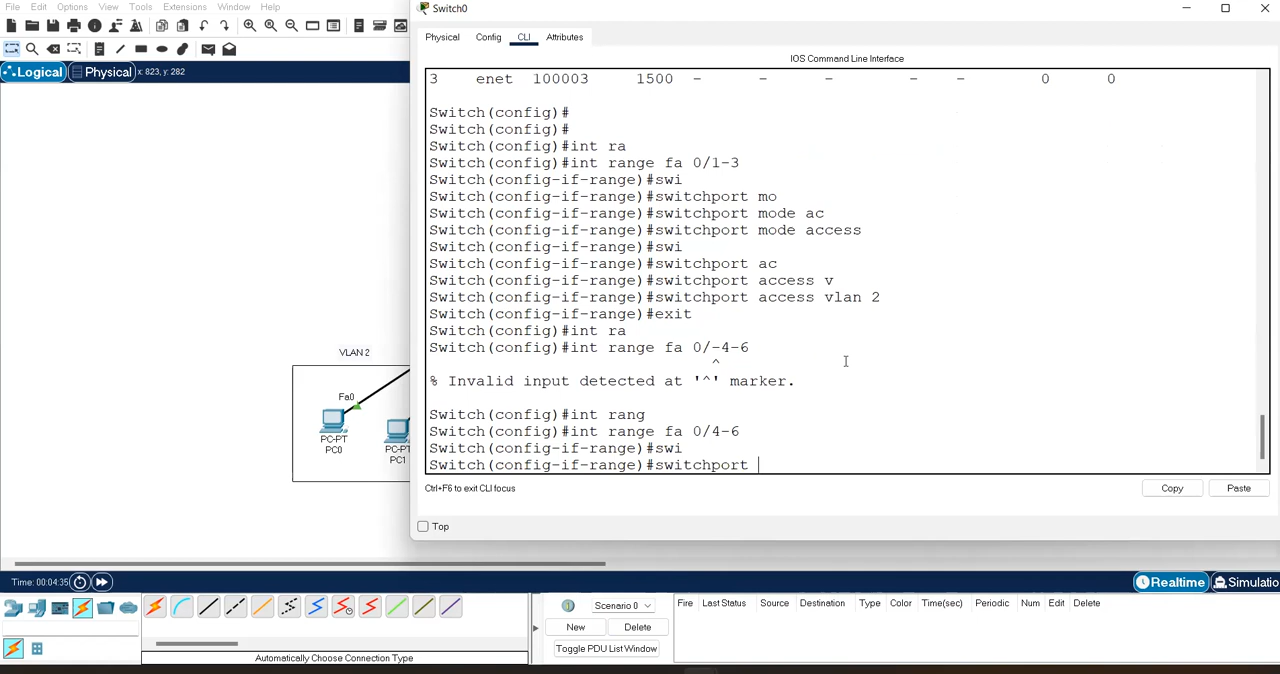 File Edit Options View Tools Extensions Window Help
Switch0
Physical Config CLI Attributes
Logical Physical x: 823, y: 282
IOS Command Line Interface
3 enet 100003 1500 - - - - - 0 0
Switch(config)#
Switch(config)#
Switch(config)#int ra
Switch(config)#int range fa 0/1-3
Switch(config-if-range)#swi
Switch(config-if-range)#switchport mo
Switch(config-if-range)#switchport mode ac
Switch(config-if-range)#switchport mode access
Switch(config-if-range)#swi
Switch(config-if-range)#switchport ac
Switch(config-if-range)#switchport access v
Switch(config-if-range)#switchport access vlan 2
Switch(config-if-range)#exit
Switch(config)#int ra
Switch(config)#int range fa 0/-4-6
^
% Invalid input detected at '^' marker.
Switch(config)#int rang
Switch(config)#int range fa 0/4-6
Switch(config-if-range)#swi
Switch(config-if-range)#switchport
Ctrl+F6 to exit CLI focus
Copy Paste
Top
VLAN 2
Fa0
PC-PT
PC0
PC-PT
PC1
Time: 00:04:35
Realtime Simulatio
Scenario 0
New Delete
Toggle PDU List Window
Fire Last Status Source Destination Type Color Time(sec) Periodic Num Edit Delete
Automatically Choose Connection Type